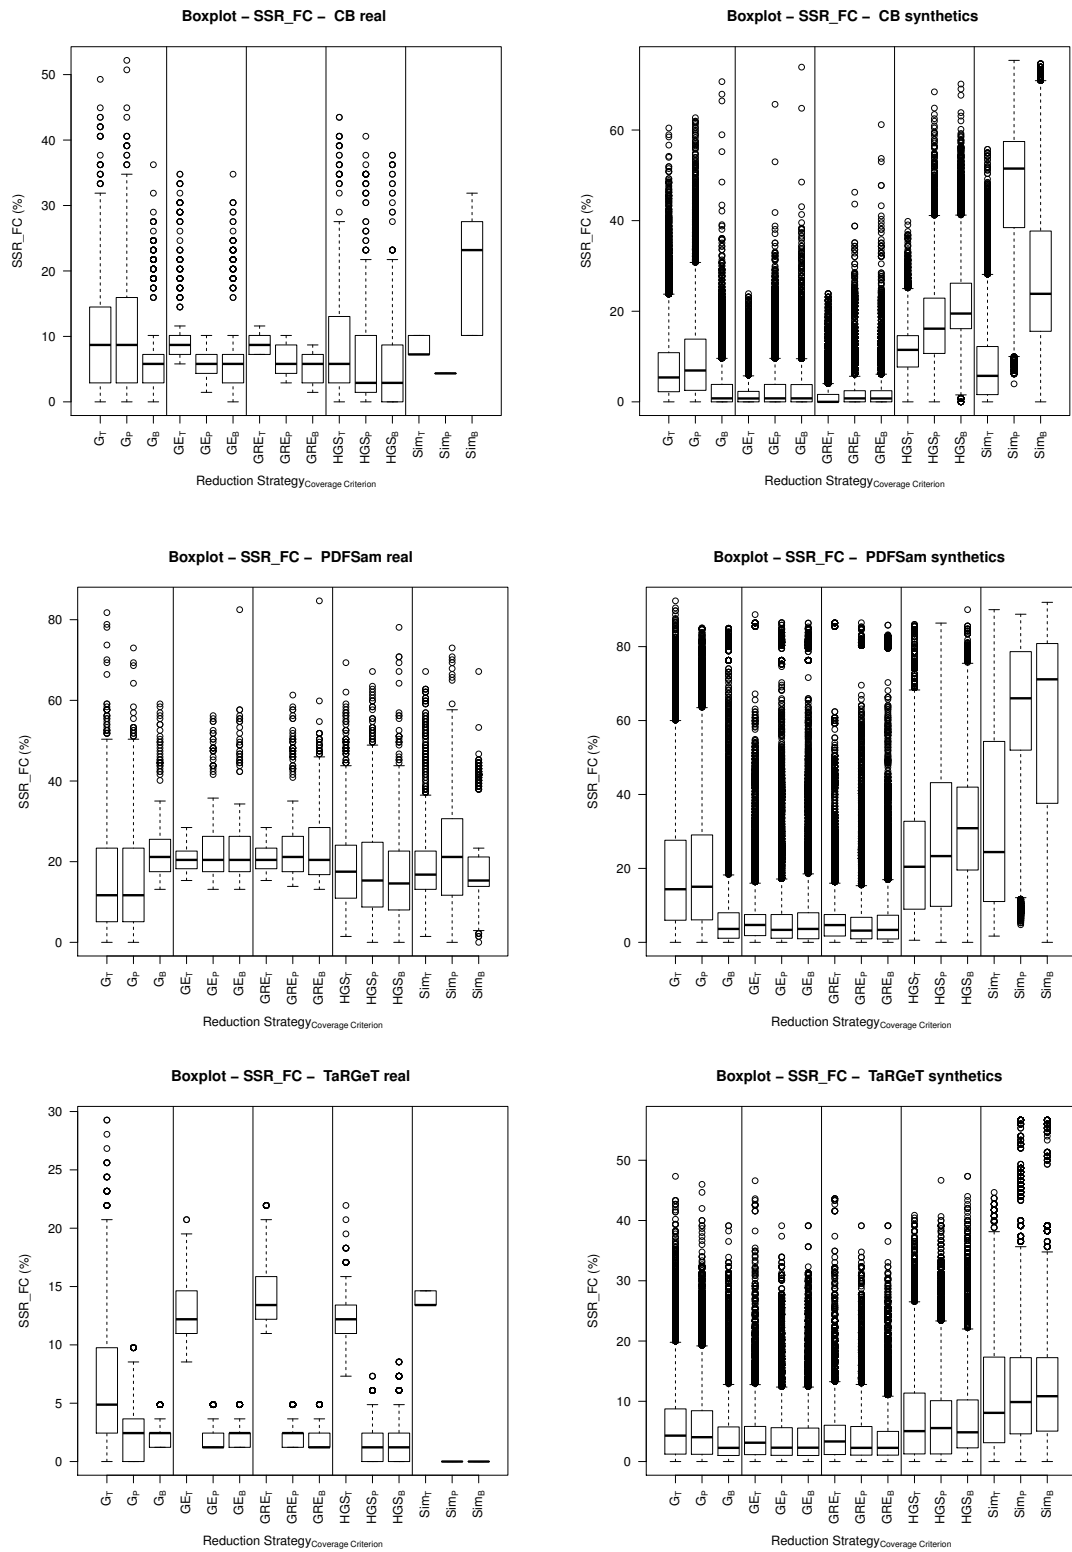 Boxplot – SSR_FC – CB real
SSR_FC (%)
50
40
30
20
10
0
G_T G_P G_B GE_T GE_P GE_B GRE_T GRE_P GRE_B HGS_T HGS_P HGS_B Sim_T Sim_P Sim_B
Reduction Strategy_Coverage Criterion
Boxplot – SSR_FC – CB synthetics
SSR_FC (%)
60
40
20
0
G_T G_P G_B GE_T GE_P GE_B GRE_T GRE_P GRE_B HGS_T HGS_P HGS_B Sim_T Sim_P Sim_B
Reduction Strategy_Coverage Criterion
Boxplot – SSR_FC – PDFSam real
SSR_FC (%)
80
60
40
20
0
G_T G_P G_B GE_T GE_P GE_B GRE_T GRE_P GRE_B HGS_T HGS_P HGS_B Sim_T Sim_P Sim_B
Reduction Strategy_Coverage Criterion
Boxplot – SSR_FC – PDFSam synthetics
SSR_FC (%)
80
60
40
20
0
G_T G_P G_B GE_T GE_P GE_B GRE_T GRE_P GRE_B HGS_T HGS_P HGS_B Sim_T Sim_P Sim_B
Reduction Strategy_Coverage Criterion
Boxplot – SSR_FC – TaRGeT real
SSR_FC (%)
30
25
20
15
10
5
0
G_T G_P G_B GE_T GE_P GE_B GRE_T GRE_P GRE_B HGS_T HGS_P HGS_B Sim_T Sim_P Sim_B
Reduction Strategy_Coverage Criterion
Boxplot – SSR_FC – TaRGeT synthetics
SSR_FC (%)
50
40
30
20
10
0
G_T G_P G_B GE_T GE_P GE_B GRE_T GRE_P GRE_B HGS_T HGS_P HGS_B Sim_T Sim_P Sim_B
Reduction Strategy_Coverage Criterion